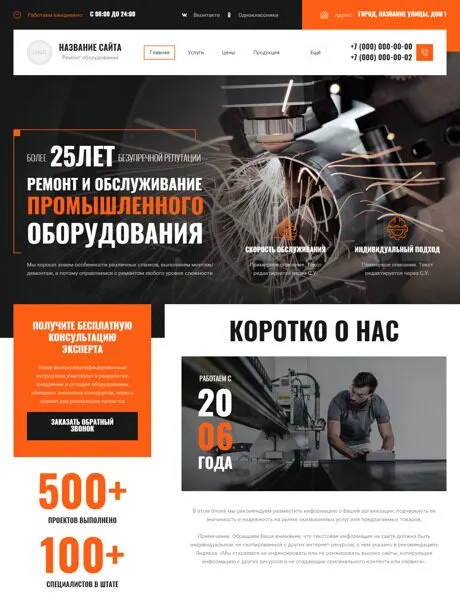 Работаем ежедневно: С 08:00 ДО 24:00
Вконтакте
Одноклассники
Адрес: ГОРОД, НАЗВАНИЕ УЛИЦЫ, ДОМ 1
LOGO
НАЗВАНИЕ САЙТА
Ремонт оборудования
Главная
Услуги
Цены
Продукция
Ещё
+7 (000) 000-00-00
+7 (000) 000-00-02
БОЛЕЕ 25ЛЕТ БЕЗУПРЕЧНОЙ РЕПУТАЦИИ
РЕМОНТ И ОБСЛУЖИВАНИЕ
ПРОМЫШЛЕННОГО
ОБОРУДОВАНИЯ
Мы хорошо знаем особенности различных станков, выполняем монтаж/
демонтаж, а потому справляемся с ремонтом любого уровня сложности
СКОРОСТЬ ОБСЛУЖИВАНИЯ
Примерное описание. Текст
редактируется через С.У.
ИНДИВИДУАЛЬНЫЙ ПОДХОД
Примерное описание. Текст
редактируется через С.У.
ПОЛУЧИТЕ БЕСПЛАТНУЮ
КОНСУЛЬТАЦИЮ
ЭКСПЕРТА
ЗАКАЗАТЬ ОБРАТНЫЙ
ЗВОНОК
500+
ПРОЕКТОВ ВЫПОЛНЕНО
100+
СПЕЦИАЛИСТОВ В ШТАТЕ
КОРОТКО О НАС
РАБОТАЕМ С
20
06
ГОДА
В этом блоке мы рекомендуем разместить информацию о Вашей организации, подчеркнуть ее
значимость и надежность на рынке оказываемых услуг или предлагаемых товаров.
Примечание. Обращаем Ваше внимание, что текстовая информация на сайте должна быть
индивидуальной, не скопированной с других интернет-ресурсов, о чем указано в рекомендациях
Яндекса: «Мы стараемся не индексировать или не ранжировать высоко сайты, копирующие
информацию с других ресурсов и не создающие оригинального контента или сервиса».